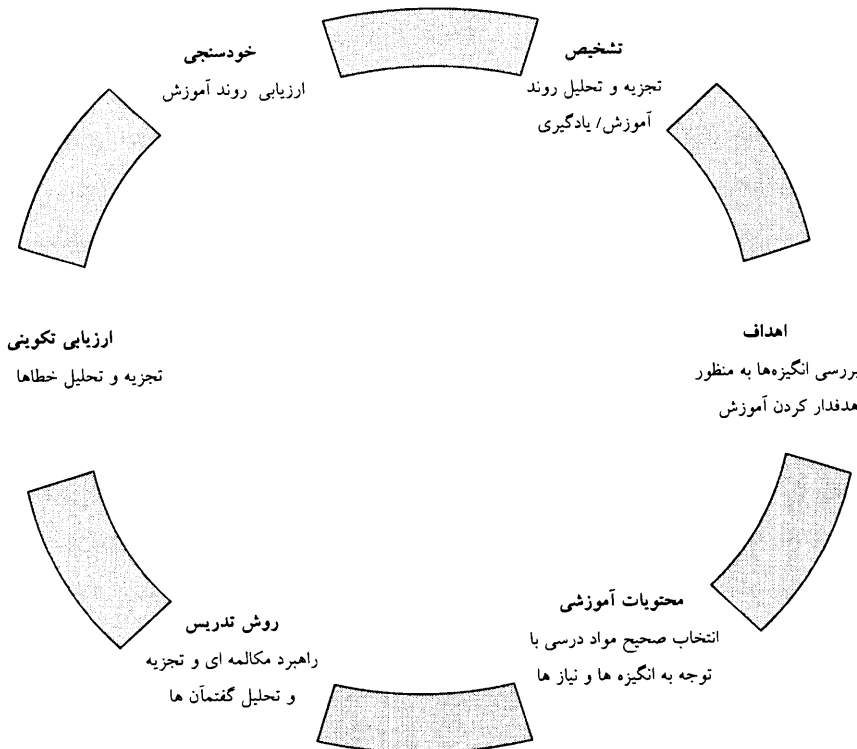 تشخیص
تجزیه و تحلیل روند
آموزش/ یادگیری
اهداف
بررسی انگیزه‌ها به منظور
هدفدار کردن آموزش
محتویات آموزشی
انتخاب صحیح مواد درسی با
توجه به انگیزه ها و نیاز ها
روش تدریس
راهبرد مکالمه ای و تجزیه
و تحلیل گفتمآن ها
ارزیابی تکوینی
تجزیه و تحلیل خطاها
خودسنجی
ارزیابی روند آموزش